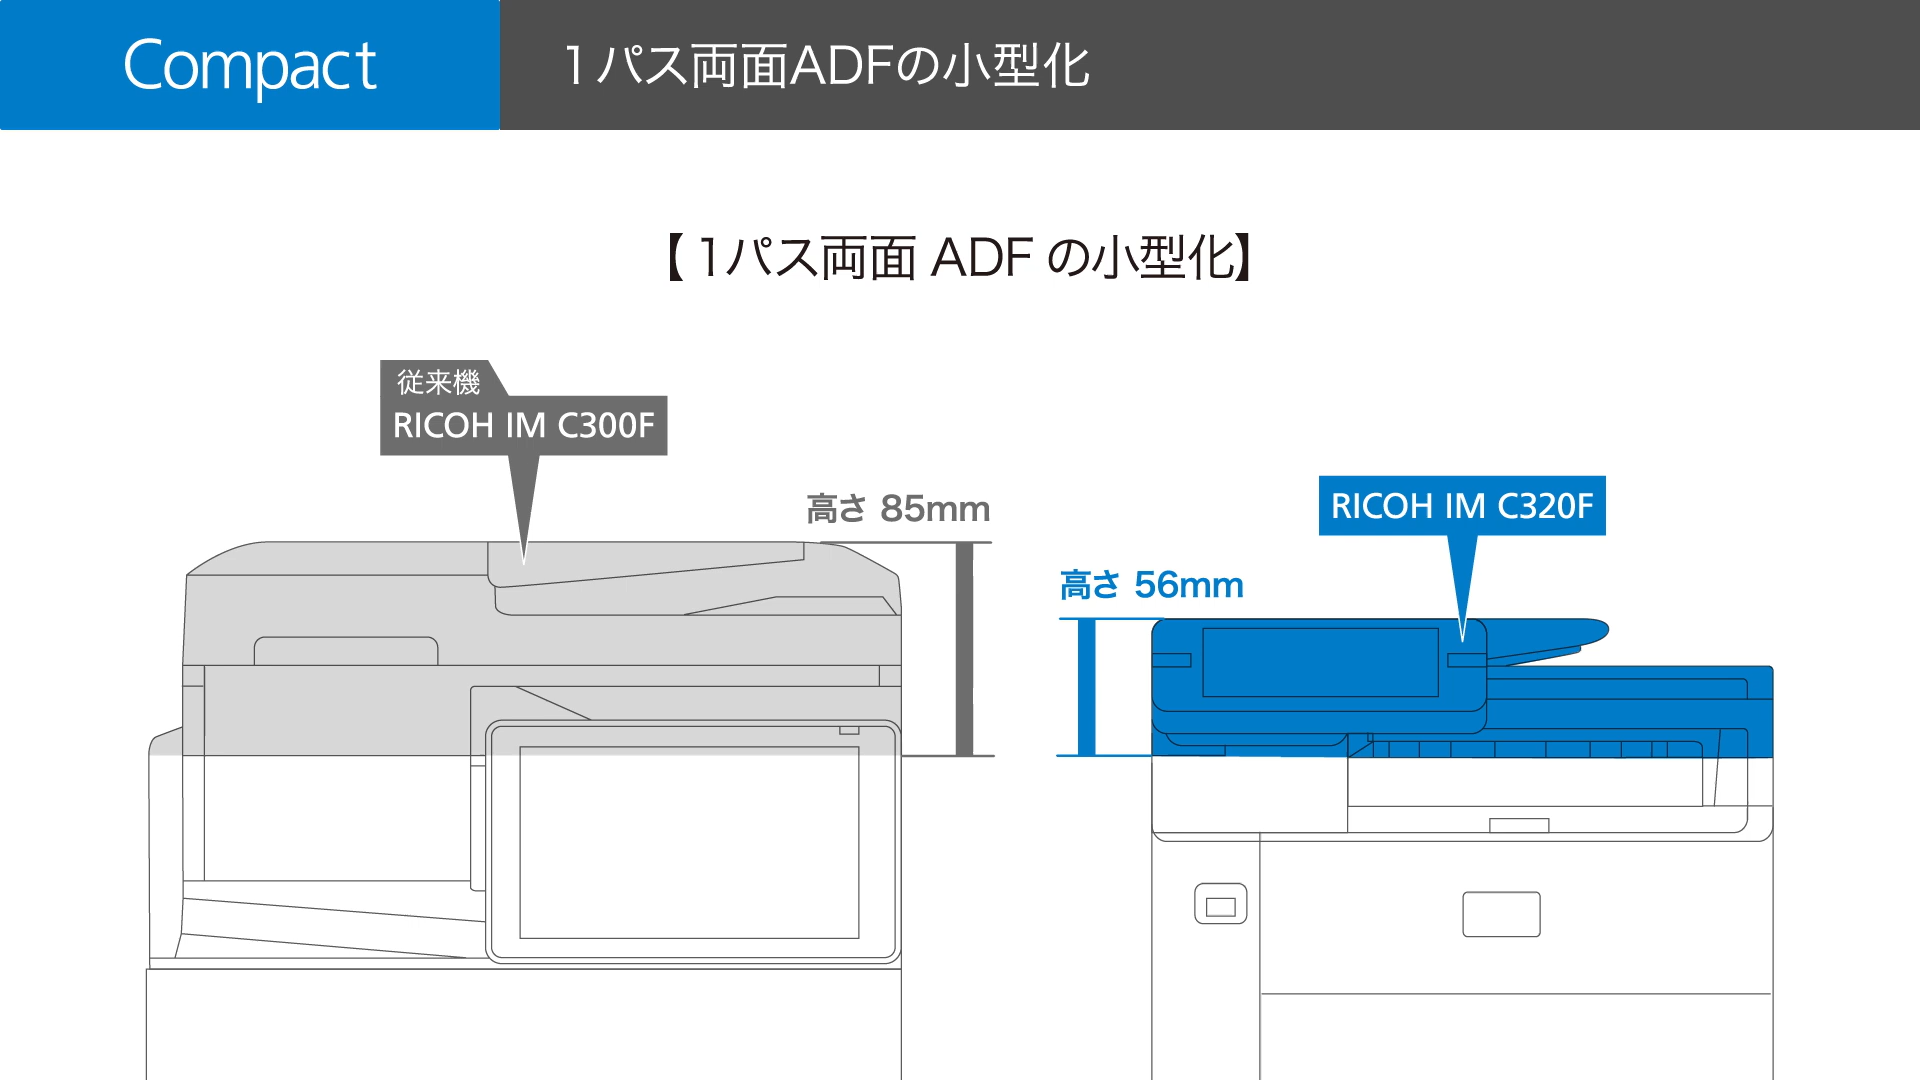 Compact
1パス両面ADFの小型化
【1パス両面 ADF の小型化】
従来機
RICOH IM C300F
高さ 85mm
RICOH IM C320F
高さ 56mm